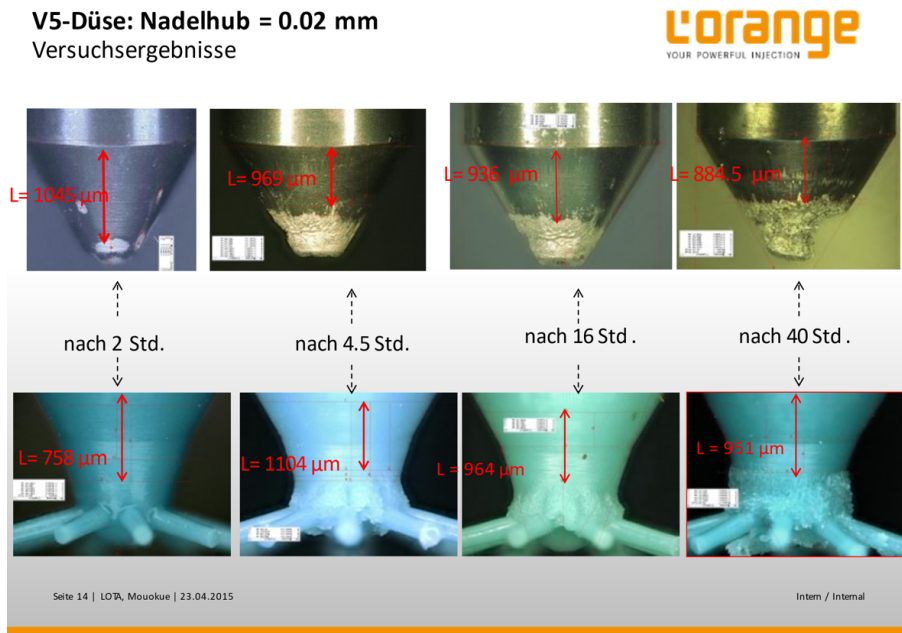 V5-Düse: Nadelhub = 0.02 mm
Versuchsergebnisse
L'orange
YOUR POWERFUL INJECTION
L= 1045 µm
L= 969 µm
L= 936 µm
L= 884.5 µm
nach 2 Std.
nach 4.5 Std.
nach 16 Std .
nach 40 Std .
L= 758 µm
L= 1104 µm
L = 964 µm
L = 951 µm
Seite 14 | LOTA, Mouokue | 23.04.2015
Intern / Internal